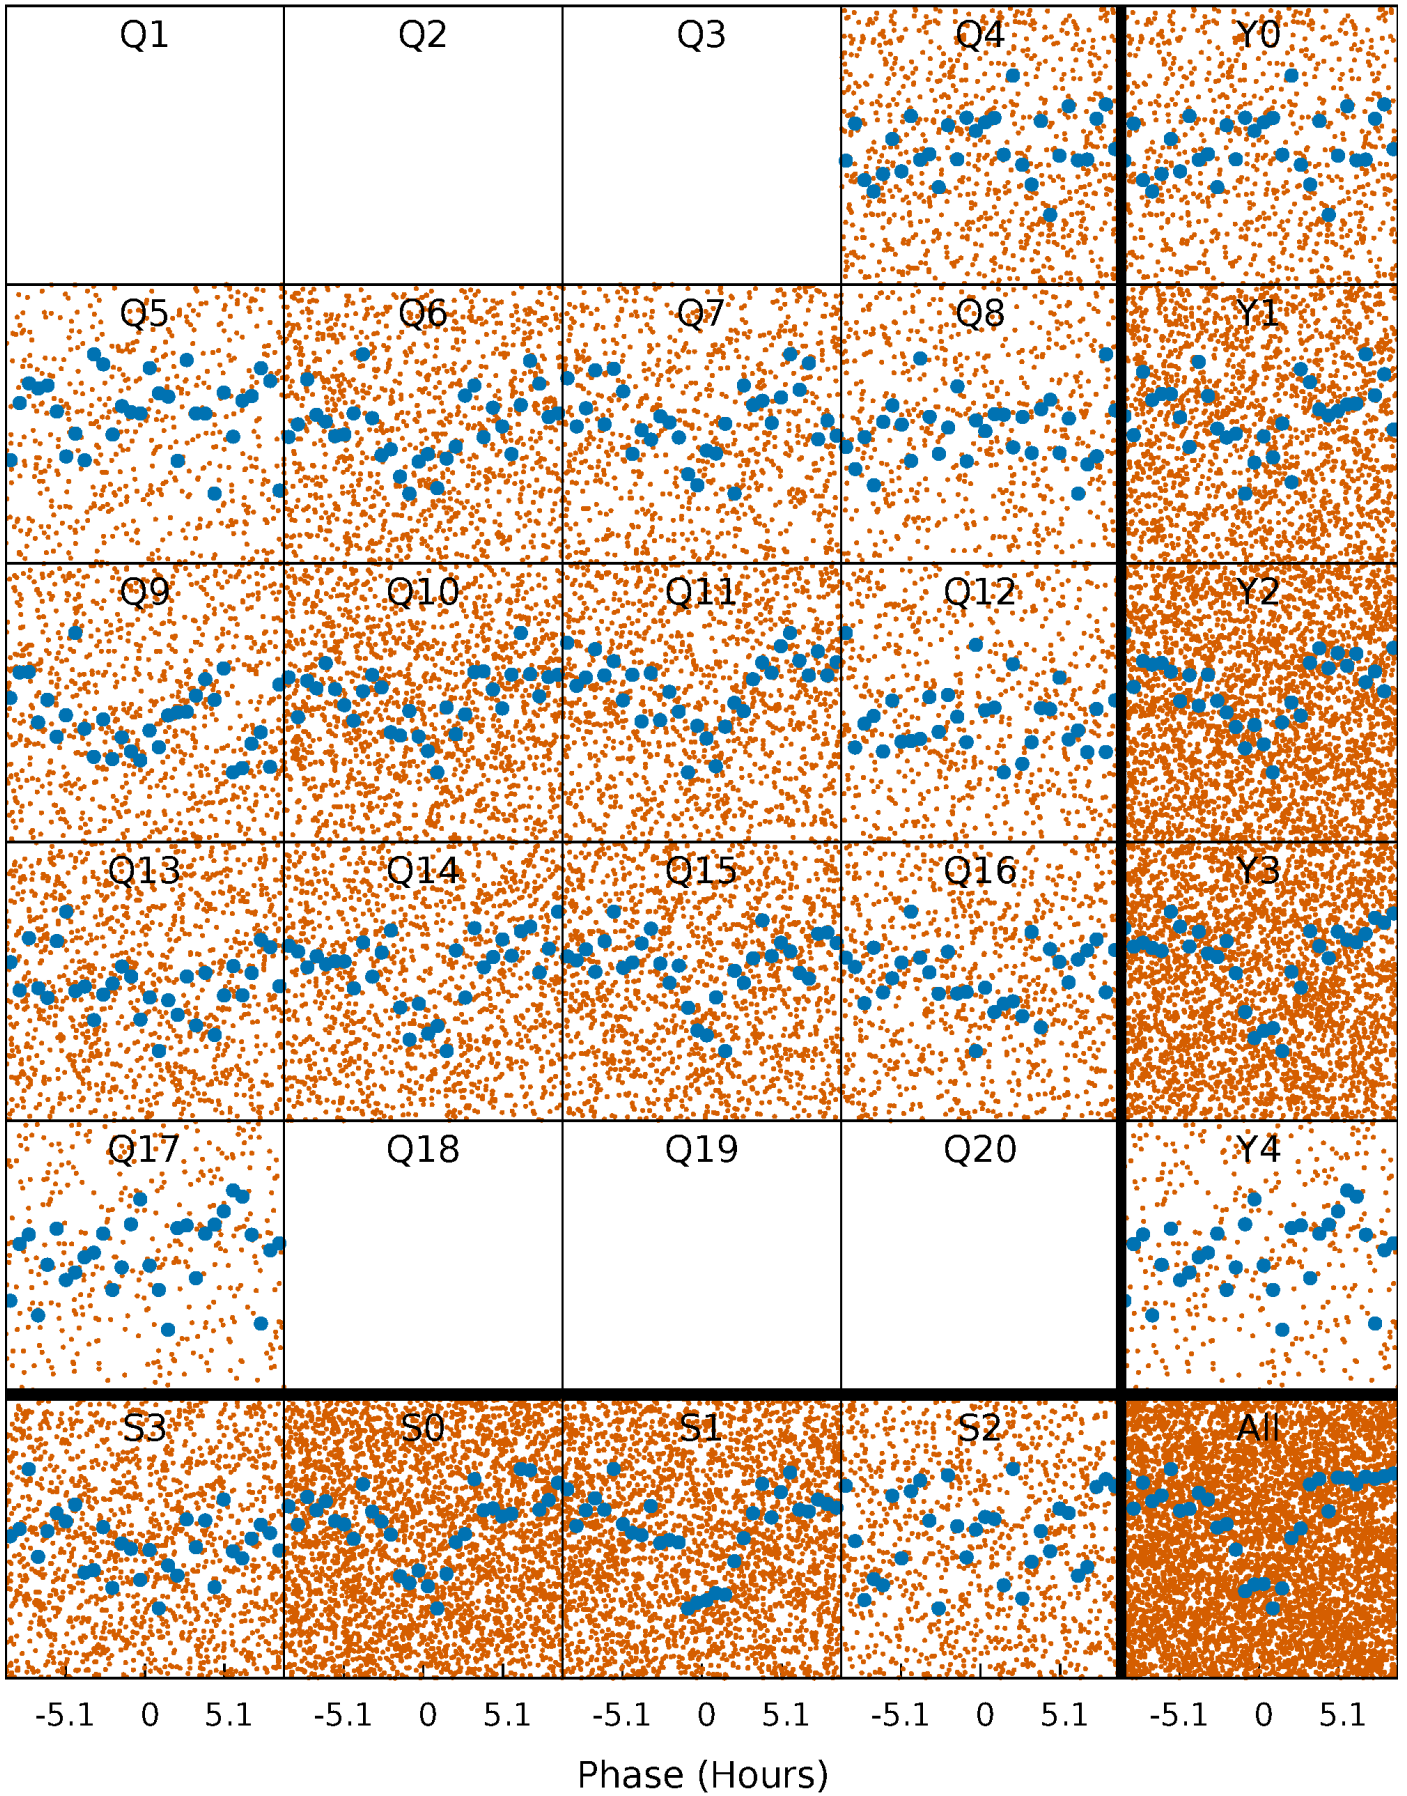 Q1 Q2 Q3 Q4 Y0
Q5 Q6 Q7 Q8 Y1
Q9 Q10 Q11 Q12 Y2
Q13 Q14 Q15 Q16 Y3
Q17 Q18 Q19 Q20 Y4
S3 S0 S1 S2 All
-5.1 0 5.1 -5.1 0 5.1 -5.1 0 5.1 -5.1 0 5.1 -5.1 0 5.1
Phase (Hours)